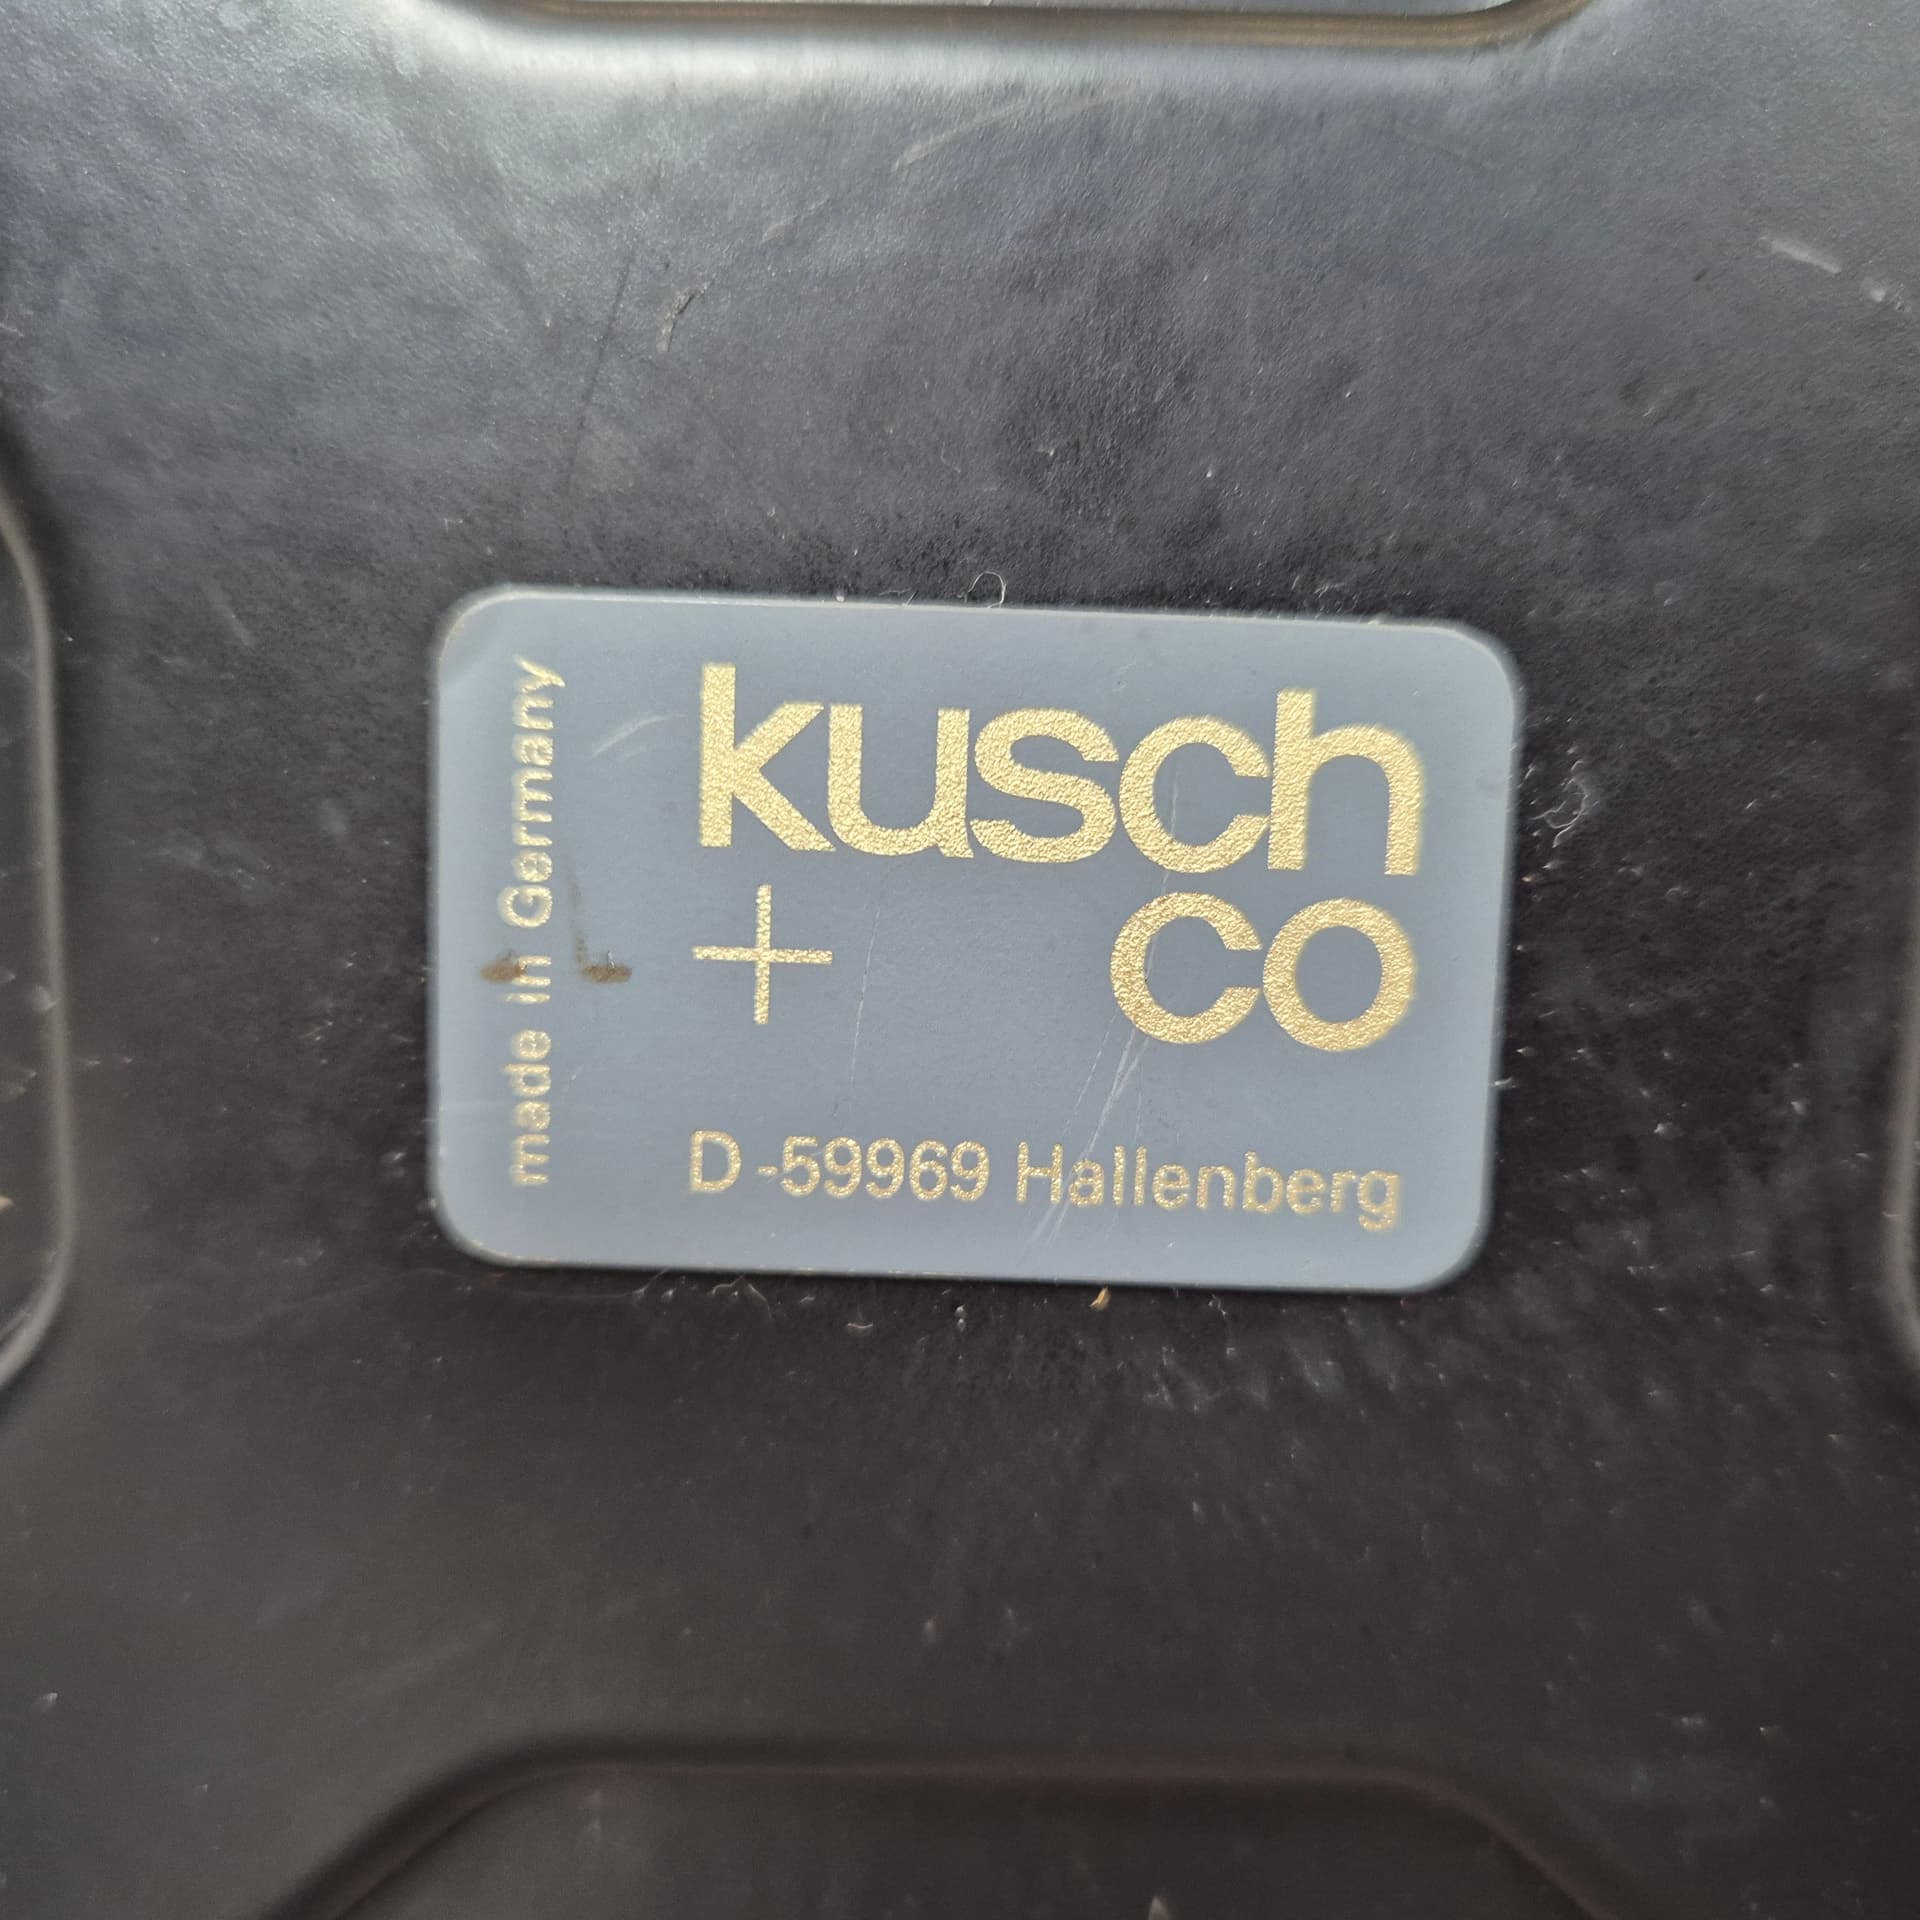 kusch
+ co
D-59969 Hallenberg
made in Germany